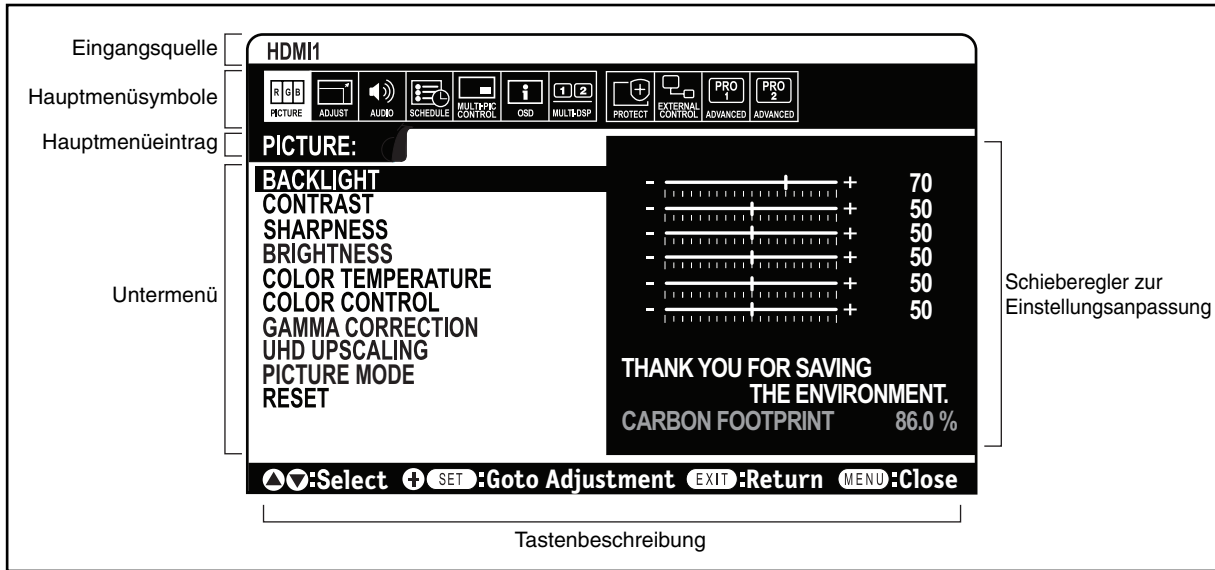 Eingangsquelle
HDMI1
Hauptmenüsymbole
R G B
PICTURE
ADJUST
AUDIO
SCHEDULE
MULTI-PIC
CONTROL
i
OSD
1 2
MULTI-DSP
PROTECT
EXTERNAL
CONTROL
PRO
1
ADVANCED
PRO
2
ADVANCED
Hauptmenüeintrag
PICTURE:
Untermenü
BACKLIGHT - + 70
CONTRAST - + 50
SHARPNESS - + 50
BRIGHTNESS - + 50
COLOR TEMPERATURE - + 50
COLOR CONTROL - + 50
GAMMA CORRECTION
UHD UPSCALING
PICTURE MODE
RESET
THANK YOU FOR SAVING
THE ENVIRONMENT.
CARBON FOOTPRINT 86.0 %
Schieberegler zur
Einstellungsanpassung
:Select + SET :Goto Adjustment EXIT :Return MENU :Close
Tastenbeschreibung